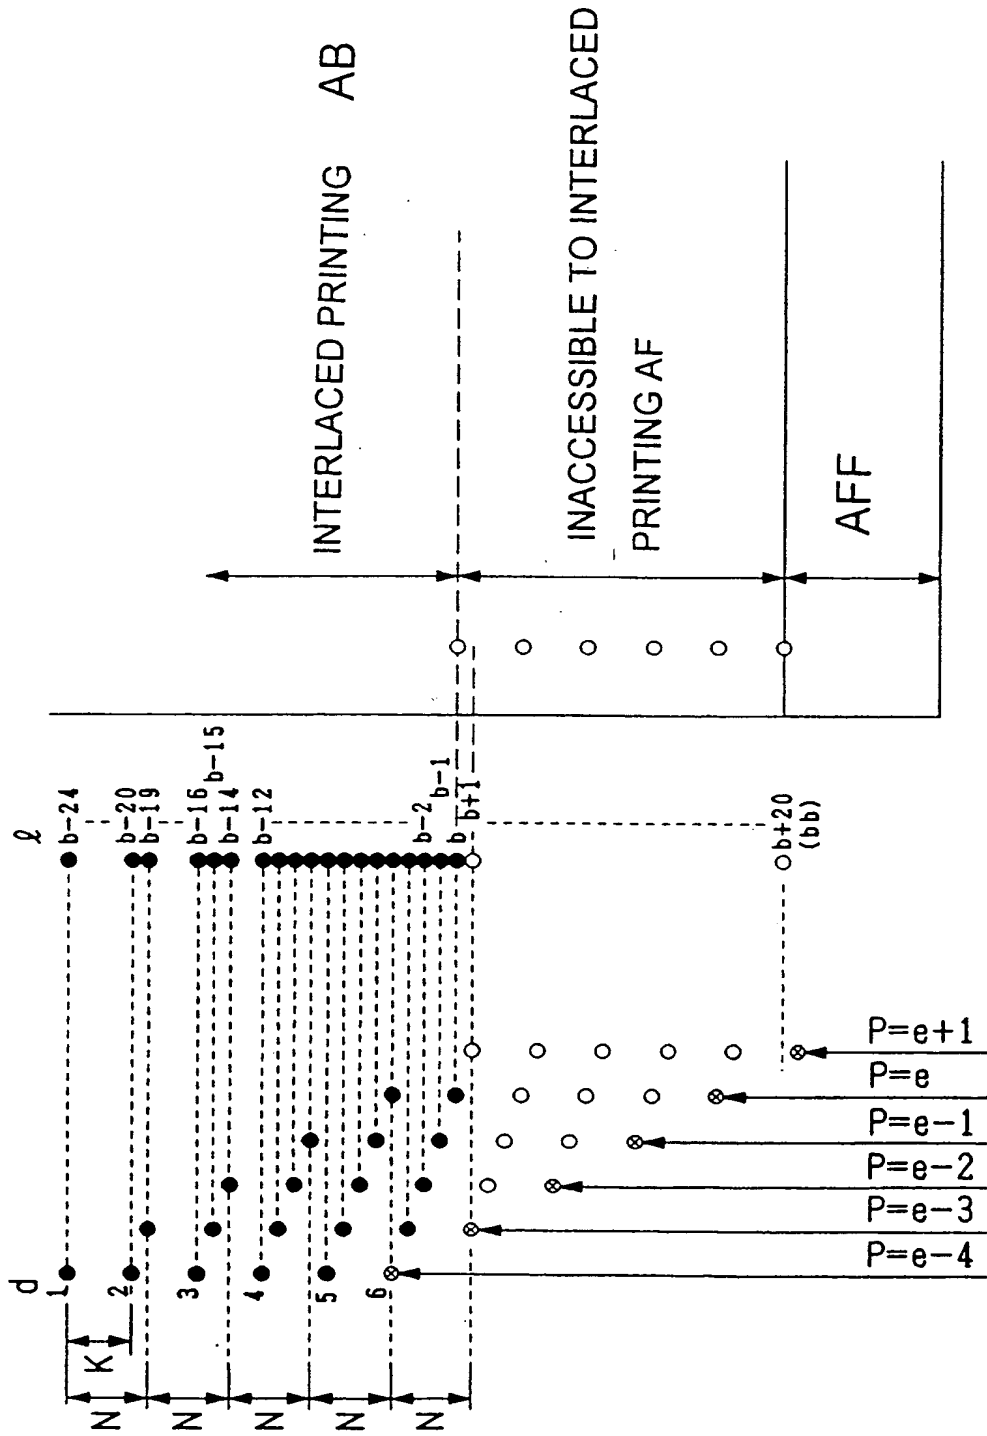 INTERLACED PRINTING AB
INACCESSIBLE TO INTERLACED
PRINTING AF
AFF
ℓ
b-24
b-20
b-19
b-16
b-15
b-14
b-12
b-2
b-1
b
b+1
b+20
(bb)
d
1
2
3
4
5
6
K
N
N
N
N
N
P=e+1
P=e
P=e-1
P=e-2
P=e-3
P=e-4